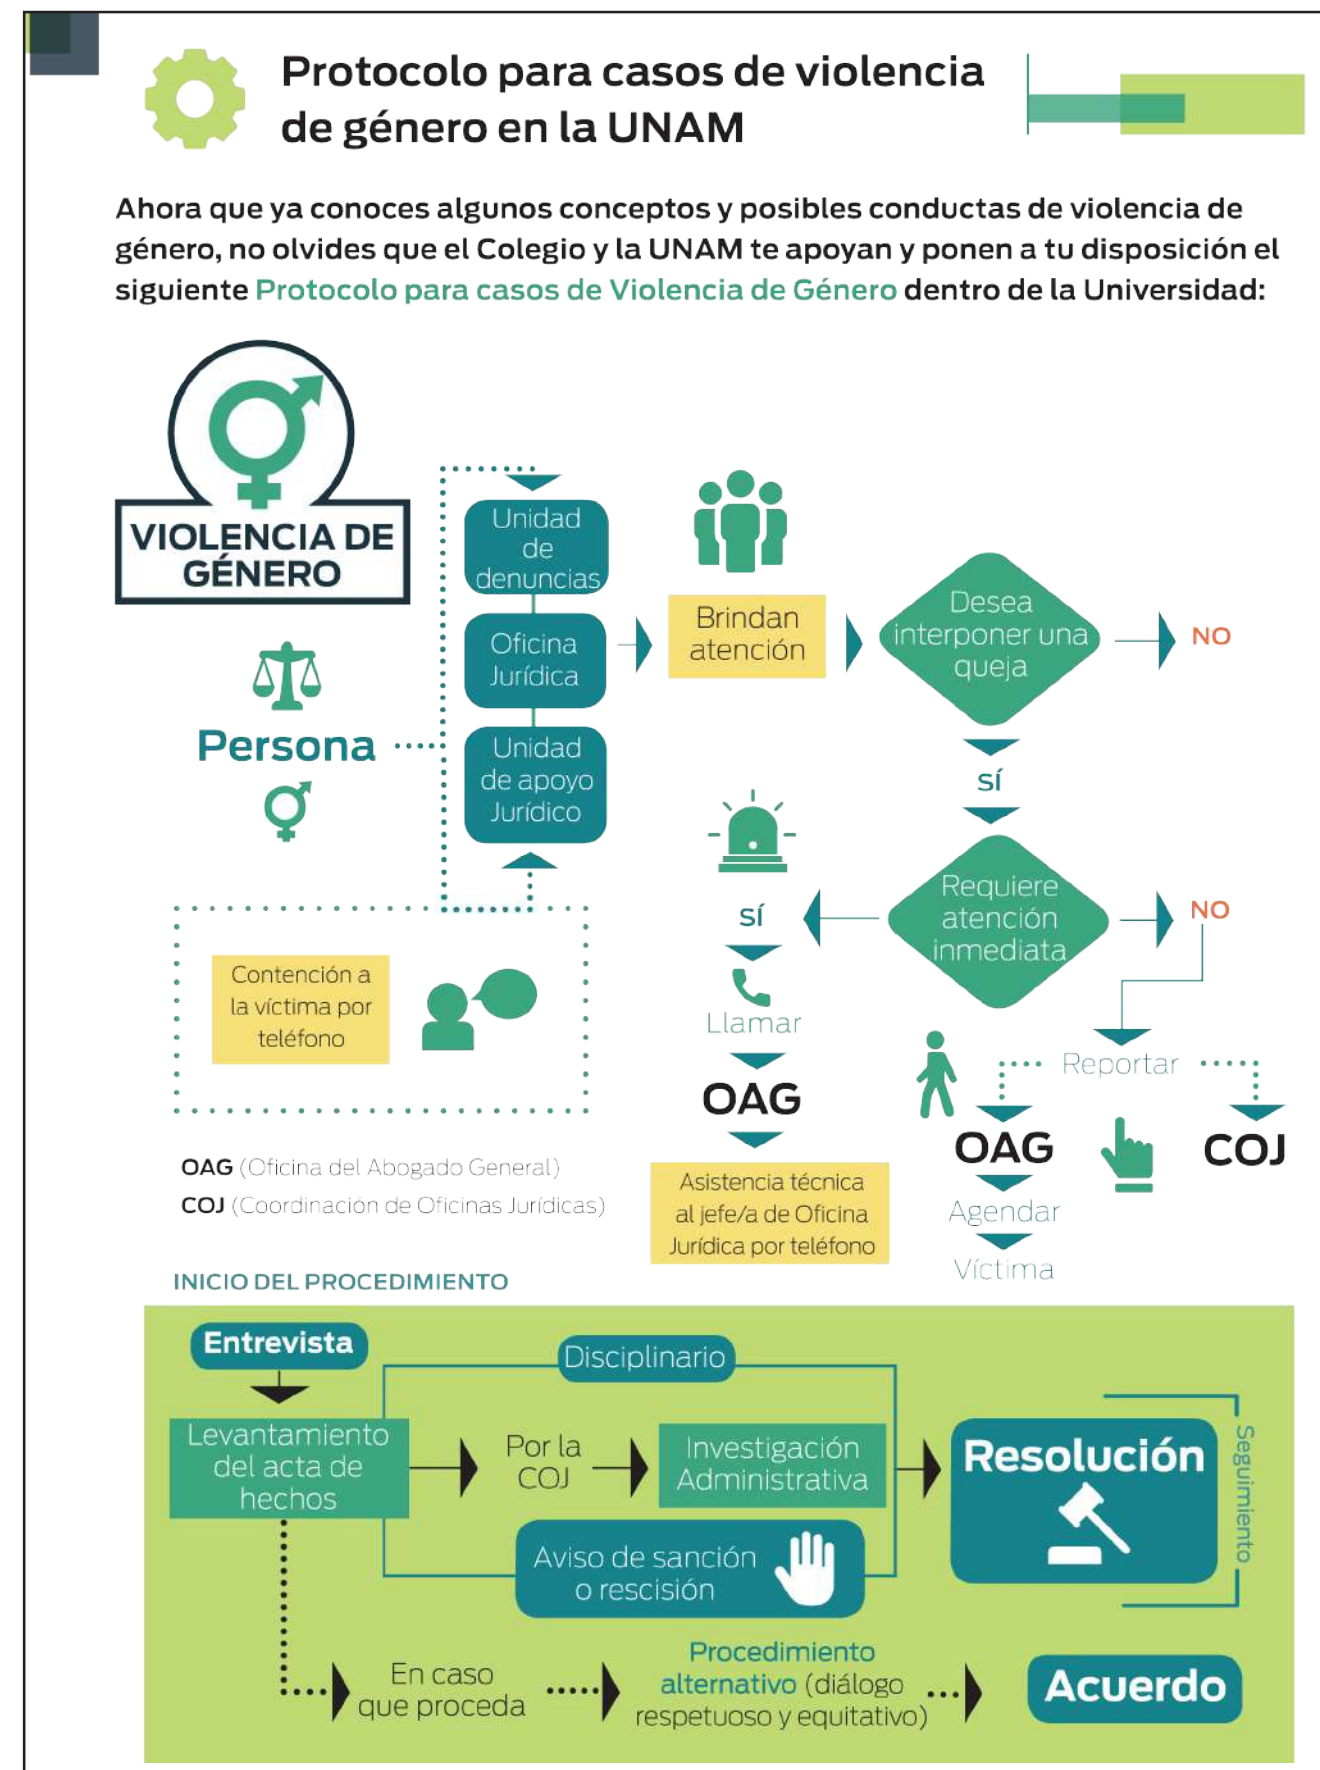 Protocolo para casos de violencia
de género en la UNAM
Ahora que ya conoces algunos conceptos y posibles conductas de violencia de
género, no olvides que el Colegio y la UNAM te apoyan y ponen a tu disposición el
siguiente Protocolo para casos de Violencia de Género dentro de la Universidad:
VIOLENCIA DE
GÉNERO
Persona
Unidad
de
denuncias
Oficina
Jurídica
Unidad
de apoyo
Jurídico
Brindan
atención
Desea
interponer una
queja
NO
SÍ
Requiere
atención
inmediata
SÍ
NO
Llamar
OAG
Asistencia técnica
al jefe/a de Oficina
Jurídica por teléfono
Reportar
OAG
COJ
Agendar
Víctima
Contención a
la víctima por
teléfono
OAG (Oficina del Abogado General)
COJ (Coordinación de Oficinas Jurídicas)
INICIO DEL PROCEDIMIENTO
Entrevista
Disciplinario
Levantamiento
del acta de
hechos
Por la
COJ
Investigación
Administrativa
Resolución
Seguimiento
Aviso de sanción
o rescisión
En caso
que proceda
Procedimiento
alternativo (diálogo
respetuoso y equitativo)
Acuerdo